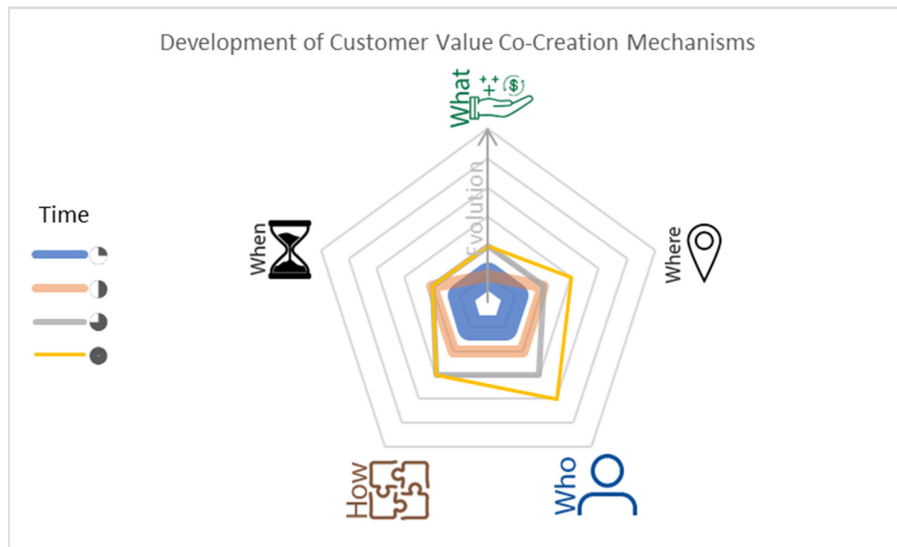 Development of Customer Value Co-Creation Mechanisms
What
++
+
$
Evolution
Time
When
Where
How
Who